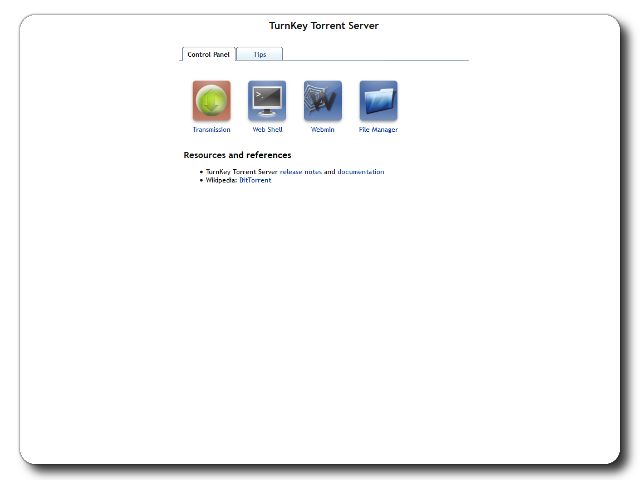 TurnKey Torrent Server
Control Panel Tips
>_ W
Transmission Web Shell Webmin File Manager
Resources and references
• TurnKey Torrent Server release notes and documentation
• Wikipedia: BitTorrent